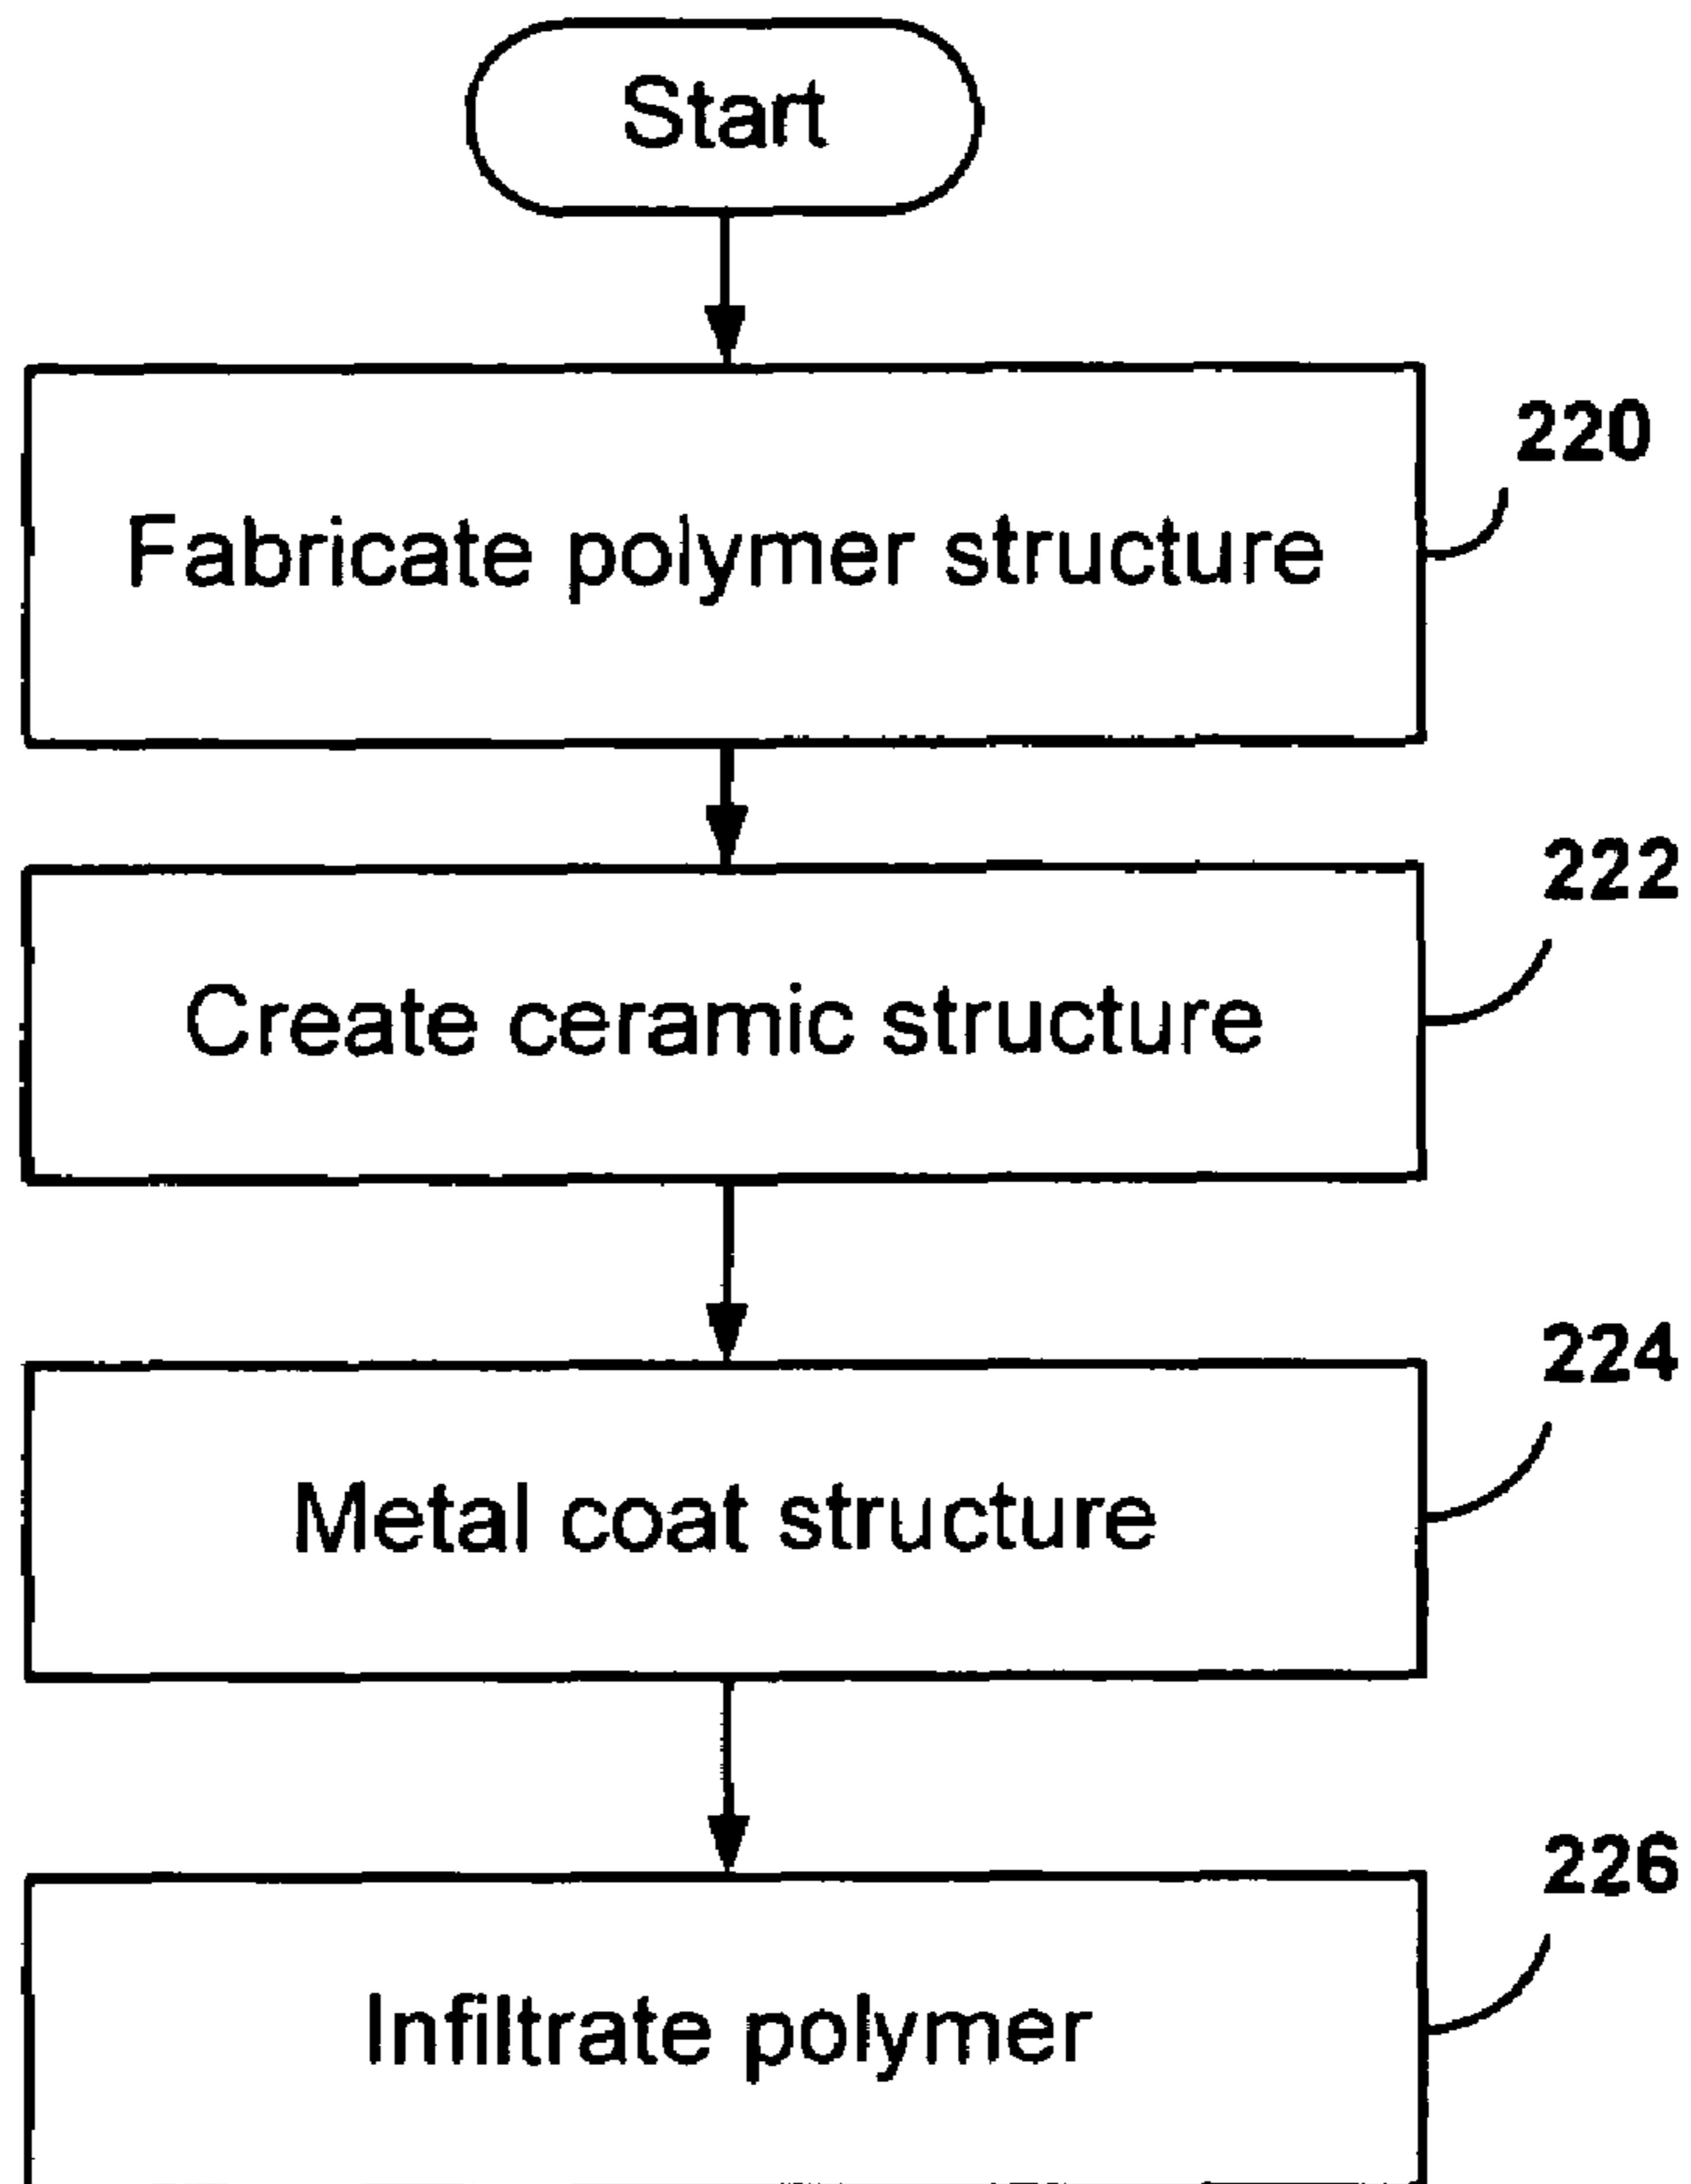 Start
220
Fabricate polymer structure
222
Create ceramic structure
224
Metal coat structure
226
Infiltrate polymer